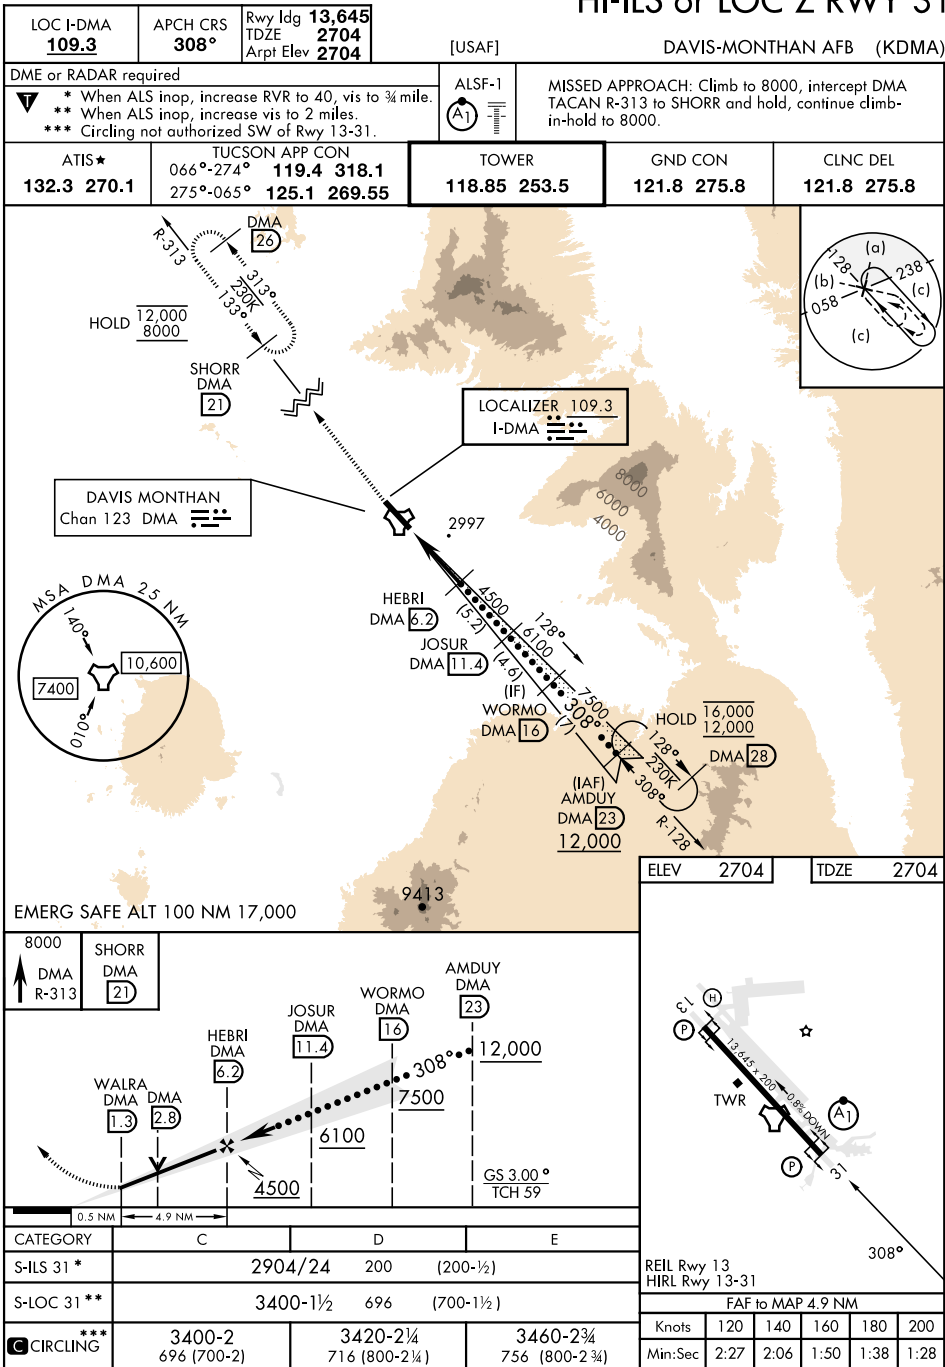 HI-ILS or LOC Z RWY 31
LOC I-DMA
109.3
APCH CRS
308°
Rwy ldg 13,645
TDZE 2704
Arpt Elev 2704
[USAF]
DAVIS-MONTHAN AFB (KDMA)
DME or RADAR required
T
* When ALS inop, increase RVR to 40, vis to ¾ mile.
** When ALS inop, increase vis to 2 miles.
*** Circling not authorized SW of Rwy 13-31.
ALSF-1
A1
MISSED APPROACH: Climb to 8000, intercept DMA
TACAN R-313 to SHORR and hold, continue climb-
in-hold to 8000.
ATIS★
132.3 270.1
TUCSON APP CON
066°-274° 119.4 318.1
275°-065° 125.1 269.55
TOWER
118.85 253.5
GND CON
121.8 275.8
CLNC DEL
121.8 275.8
R-313
DMA
26
313°
230K
133°
HOLD 12,000
8000
SHORR
DMA
21
(a)
128
238
(b)
(c)
058
(c)
LOCALIZER 109.3
I-DMA
8000
6000
4000
DAVIS MONTHAN
Chan 123 DMA
2997
MSA DMA 25 NM
140°
10,600
7400
010°
HEBRI
DMA 6.2
4500
(5.2)
128°
6100
JOSUR
DMA 11.4
(4.6)
(IF)
WORMO
DMA 16
7500
308°
(7)
HOLD 16,000
12,000
128°
230K
308°
DMA 28
(IAF)
AMDUY
DMA 23
12,000
R-128
9413
EMERG SAFE ALT 100 NM 17,000
ELEV 2704
TDZE 2704
8000
DMA
R-313
SHORR
DMA
21
AMDUY
DMA
23
WORMO
DMA
16
JOSUR
DMA
11.4
HEBRI
DMA
6.2
WALRA
DMA
1.3
DMA
2.8
308°
12,000
7500
6100
4500
GS 3.00°
TCH 59
0.5 NM
4.9 NM
13
H
P
13,645 x 200
0.8% DOWN
TWR
A1
P
31
308°
REIL Rwy 13
HIRL Rwy 13-31
CATEGORY C D E
S-ILS 31 * 2904/24 200 (200-½)
S-LOC 31 ** 3400-1½ 696 (700-1½)
C CIRCLING ***
3400-2
696 (700-2)
3420-2¼
716 (800-2¼)
3460-2¾
756 (800-2¾)
FAF to MAP 4.9 NM
Knots 120 140 160 180 200
Min:Sec 2:27 2:06 1:50 1:38 1:28